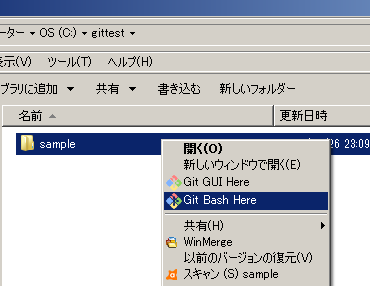 ーター ▸ OS (C:) ▸ gittest ▸
表示(V) ツール(T) ヘルプ(H)
ブラリに追加 ▾ 共有 ▾ 書き込む 新しいフォルダー
名前 更新日時
sample 26 23:09
開く(O)
新しいウィンドウで開く(E)
Git GUI Here
Git Bash Here
共有(H)
WinMerge
以前のバージョンの復元(V)
スキャン (S) sample